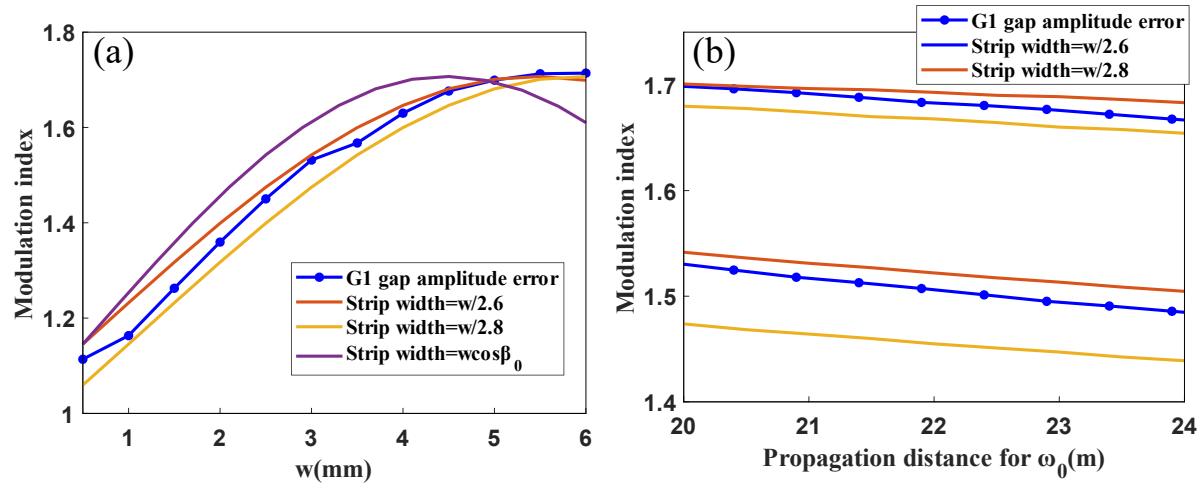 (a)
Modulation index
1.8
1.6
1.4
1.2
1
G1 gap amplitude error
Strip width=w/2.6
Strip width=w/2.8
Strip width=wcosβ₀
1 2 3 4 5 6
w(mm)
(b)
G1 gap amplitude error
Strip width=w/2.6
Strip width=w/2.8
Modulation index
1.7
1.6
1.5
1.4
20 21 22 23 24
Propagation distance for ω₀(m)